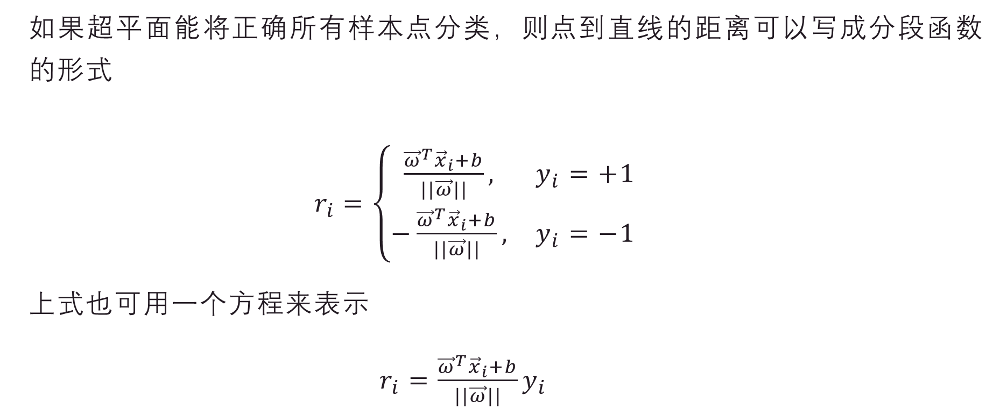 如果超平面能将正确所有样本点分类，则点到直线的距离可以写成分段函数
的形式
$r_i = \begin{cases} \frac{\overrightarrow{\omega}^T \vec{x}_i + b}{||\overrightarrow{\omega}||}, & y_i = +1 \\ -\frac{\overrightarrow{\omega}^T \vec{x}_i + b}{||\overrightarrow{\omega}||}, & y_i = -1 \end{cases}$
上式也可用一个方程来表示
$r_i = \frac{\overrightarrow{\omega}^T \vec{x}_i + b}{||\overrightarrow{\omega}||} y_i$